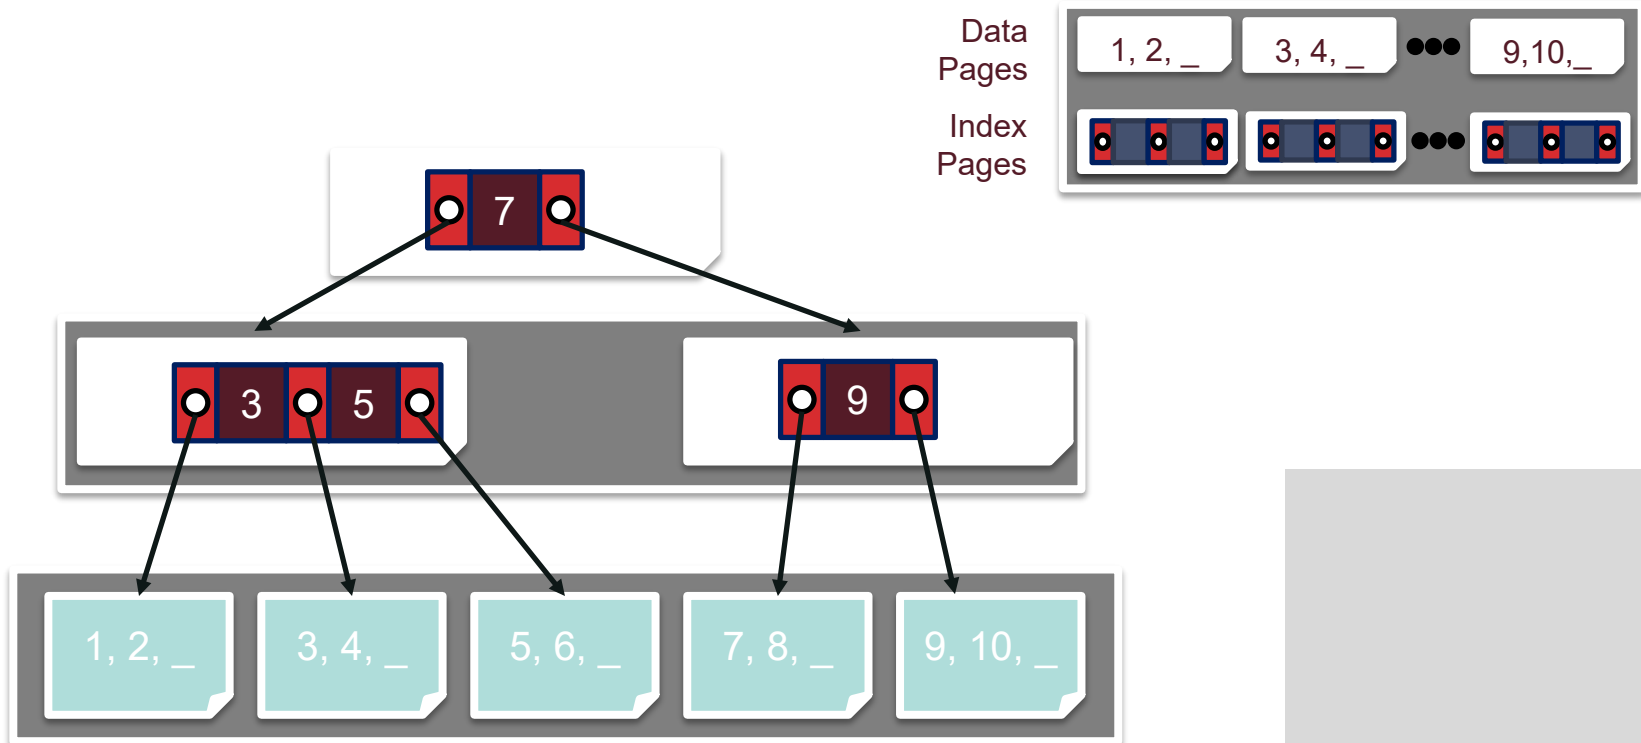 Data
Pages
1, 2, _
3, 4, _
9,10,_
Index
Pages
7
3
5
9
1, 2, _
3, 4, _
5, 6, _
7, 8, _
9, 10, _